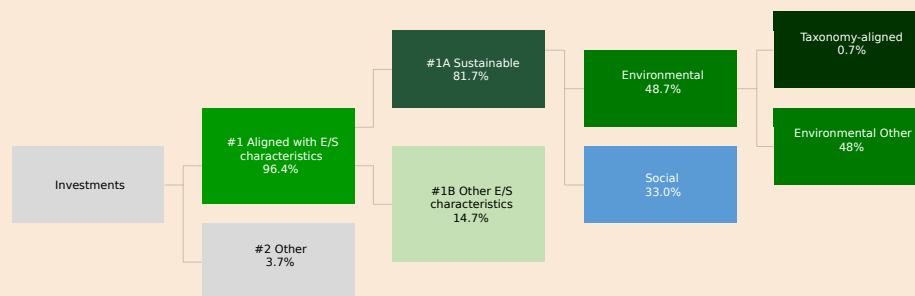 Investments
#1 Aligned with E/S
characteristics
96.4%
#2 Other
3.7%
#1A Sustainable
81.7%
#1B Other E/S
characteristics
14.7%
Environmental
48.7%
Social
33.0%
Taxonomy-aligned
0.7%
Environmental Other
48%